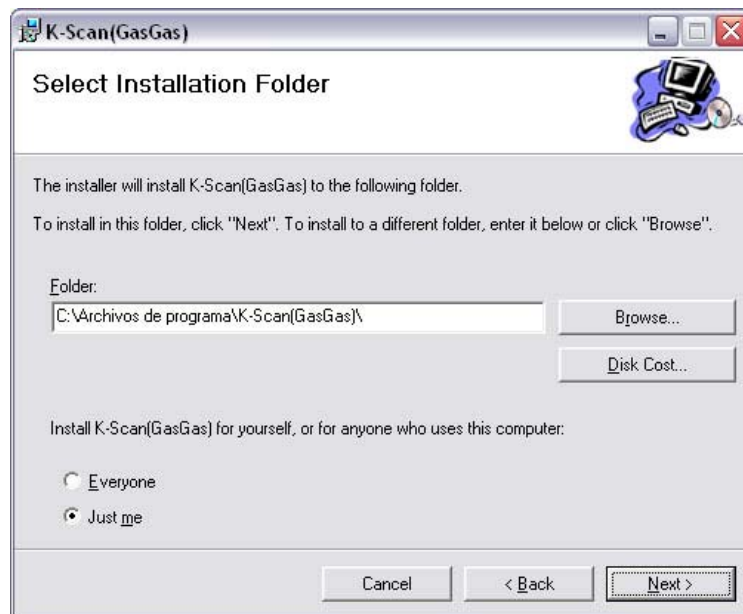 K-Scan(GasGas)
Select Installation Folder
The installer will install K-Scan(GasGas) to the following folder.
To install in this folder, click "Next". To install to a different folder, enter it below or click "Browse".
Folder:
C:\Archivos de programa\K-Scan(GasGas)\
Browse...
Disk Cost...
Install K-Scan(GasGas) for yourself, or for anyone who uses this computer:
Everyone
Just me
Cancel
< Back
Next >